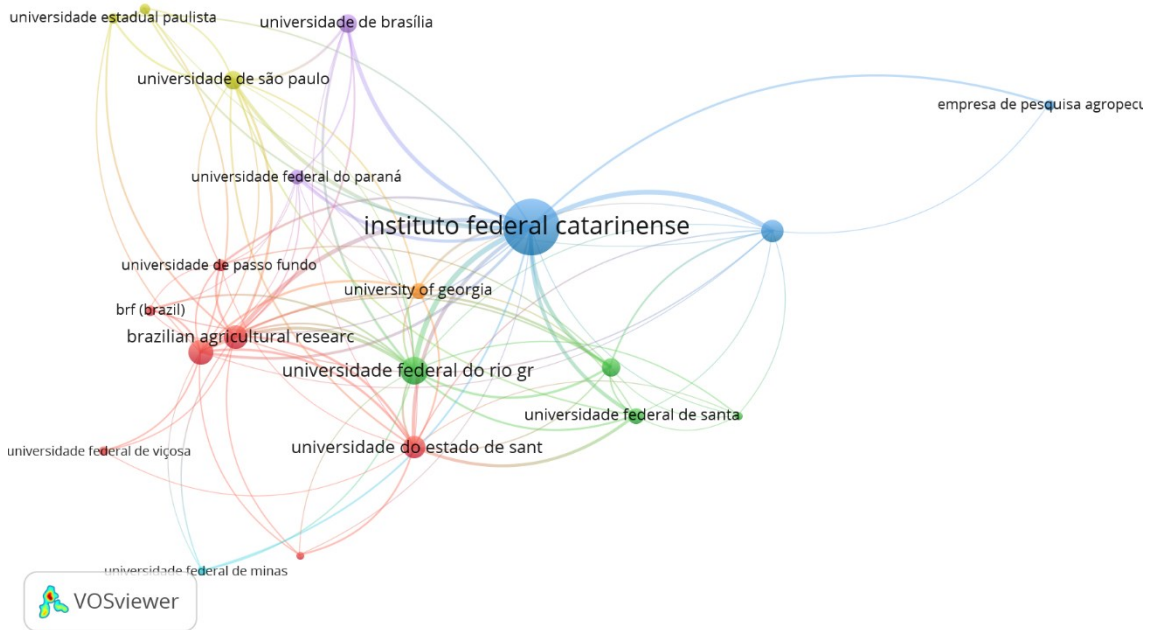 universidade estadual paulista
universidade de brasília
universidade de são paulo
empresa de pesquisa agropecu
universidade federal do paraná
instituto federal catarinense
universidade de passo fundo
university of georgia
brf (brazil)
brazilian agricultural researc
universidade federal do rio gr
universidade federal de santa
universidade do estado de sant
universidade federal de viçosa
universidade federal de minas
VOSviewer